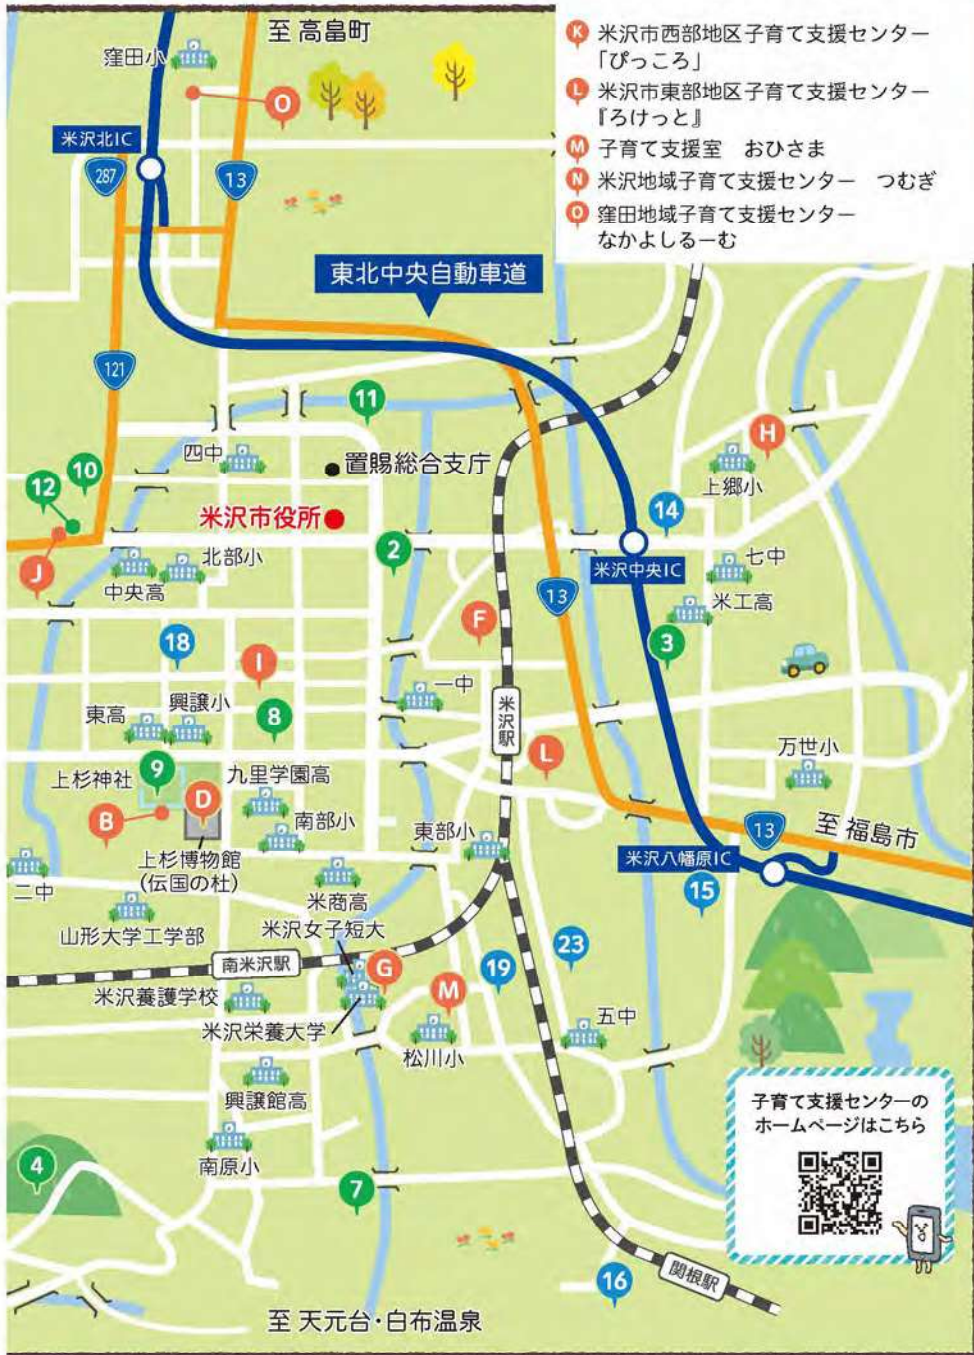 K 米沢市西部地区子育て支援センター
「ぴっころ」
L 米沢市東部地区子育て支援センター
『ろけっと』
M 子育て支援室 おひさま
N 米沢地域子育て支援センター つむぎ
O 窪田地域子育て支援センター
なかよしるーむ
至 高畠町
窪田小
O
米沢北IC
287
13
東北中央自動車道
121
11
四中
置賜総合支庁
H
上郷小
10
12
米沢市役所
14
2
J
北部小
中央高
米沢中央IC
七中
13
米工高
F
3
18
I
一中
米沢駅
興譲小
東高
8
L
万世小
上杉神社
9
九里学園高
B
D
南部小
東部小
13
至 福島市
上杉博物館
(伝国の杜)
米沢八幡原IC
二中
米商高
15
山形大学工学部
米沢女子短大
23
南米沢駅
G
19
M
米沢養護学校
米沢栄養大学
松川小
五中
興譲館高
子育て支援センターの
ホームページはこちら
南原小
4
7
関根駅
16
至 天元台・白布温泉